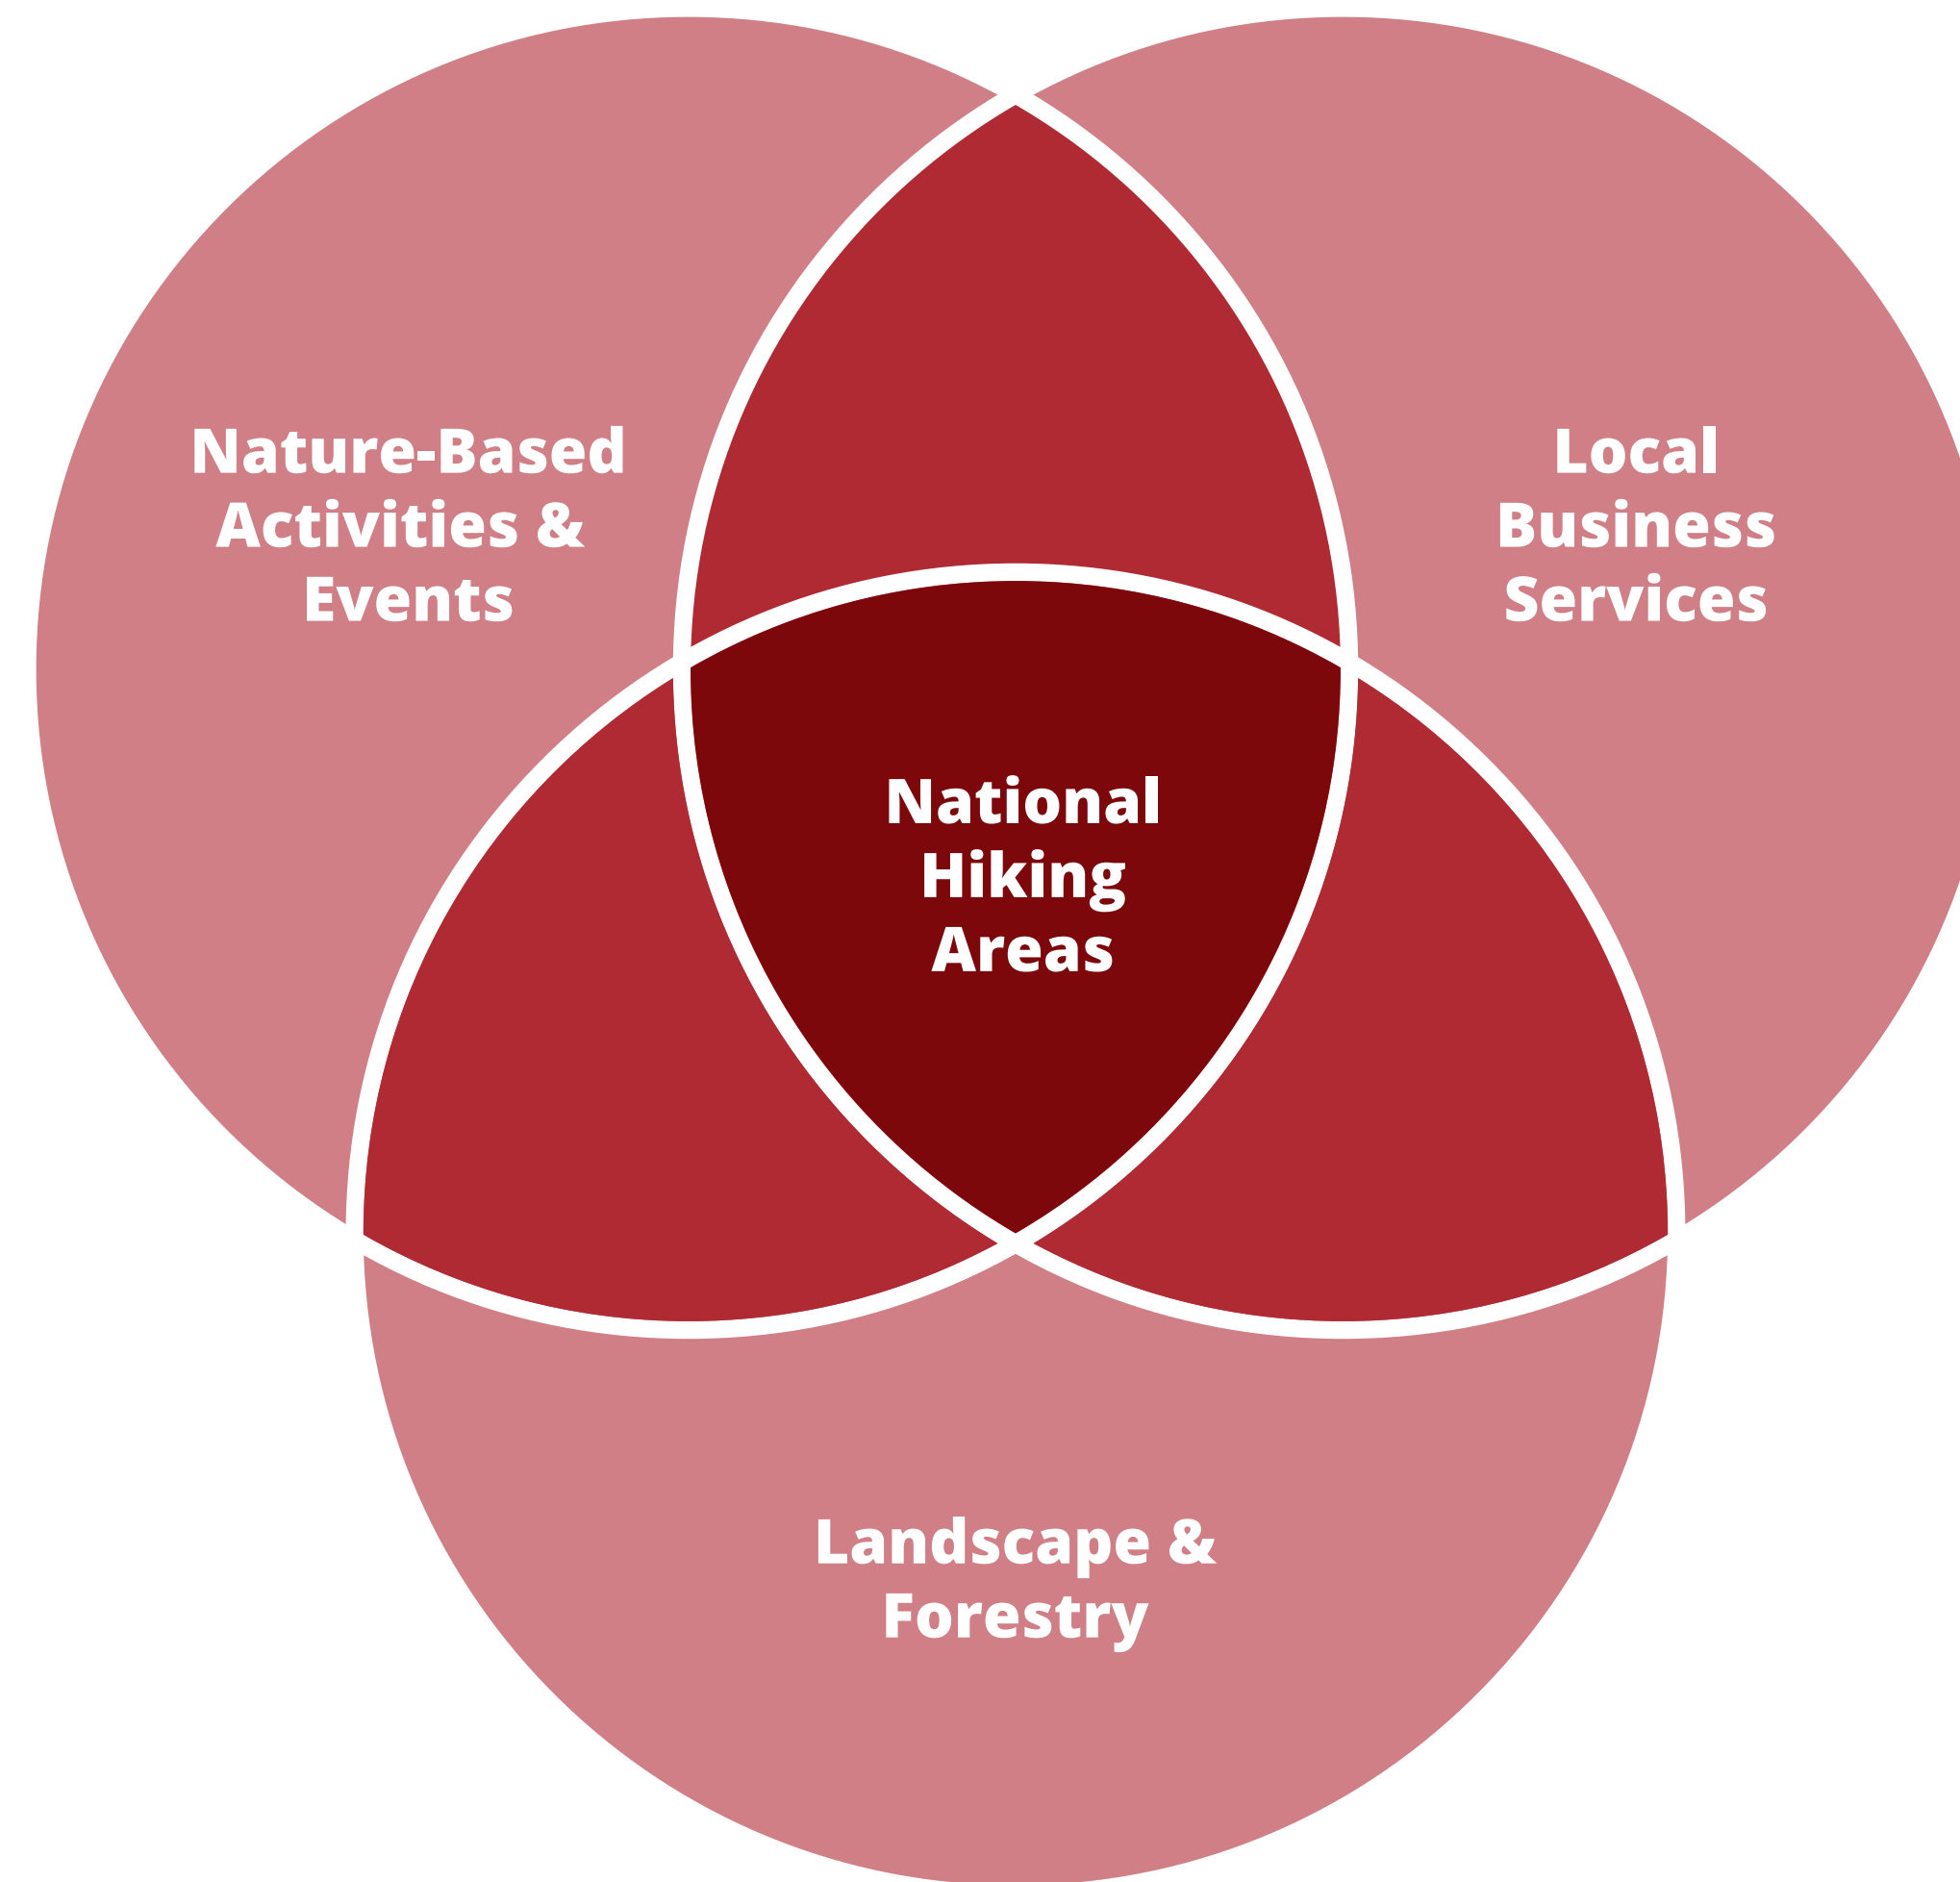 Nature-Based
Activities &
Events
Local
Business
Services
National
Hiking
Areas
Landscape &
Forestry